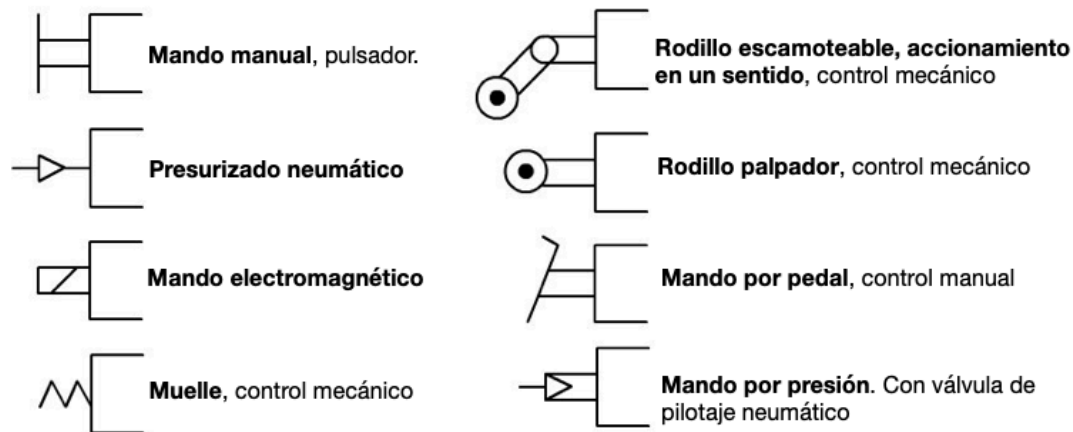 Mando manual, pulsador.
Presurizado neumático
Mando electromagnético
Muelle, control mecánico
Rodillo escamoteable, accionamiento
en un sentido, control mecánico
Rodillo palpador, control mecánico
Mando por pedal, control manual
Mando por presión. Con válvula de
pilotaje neumático